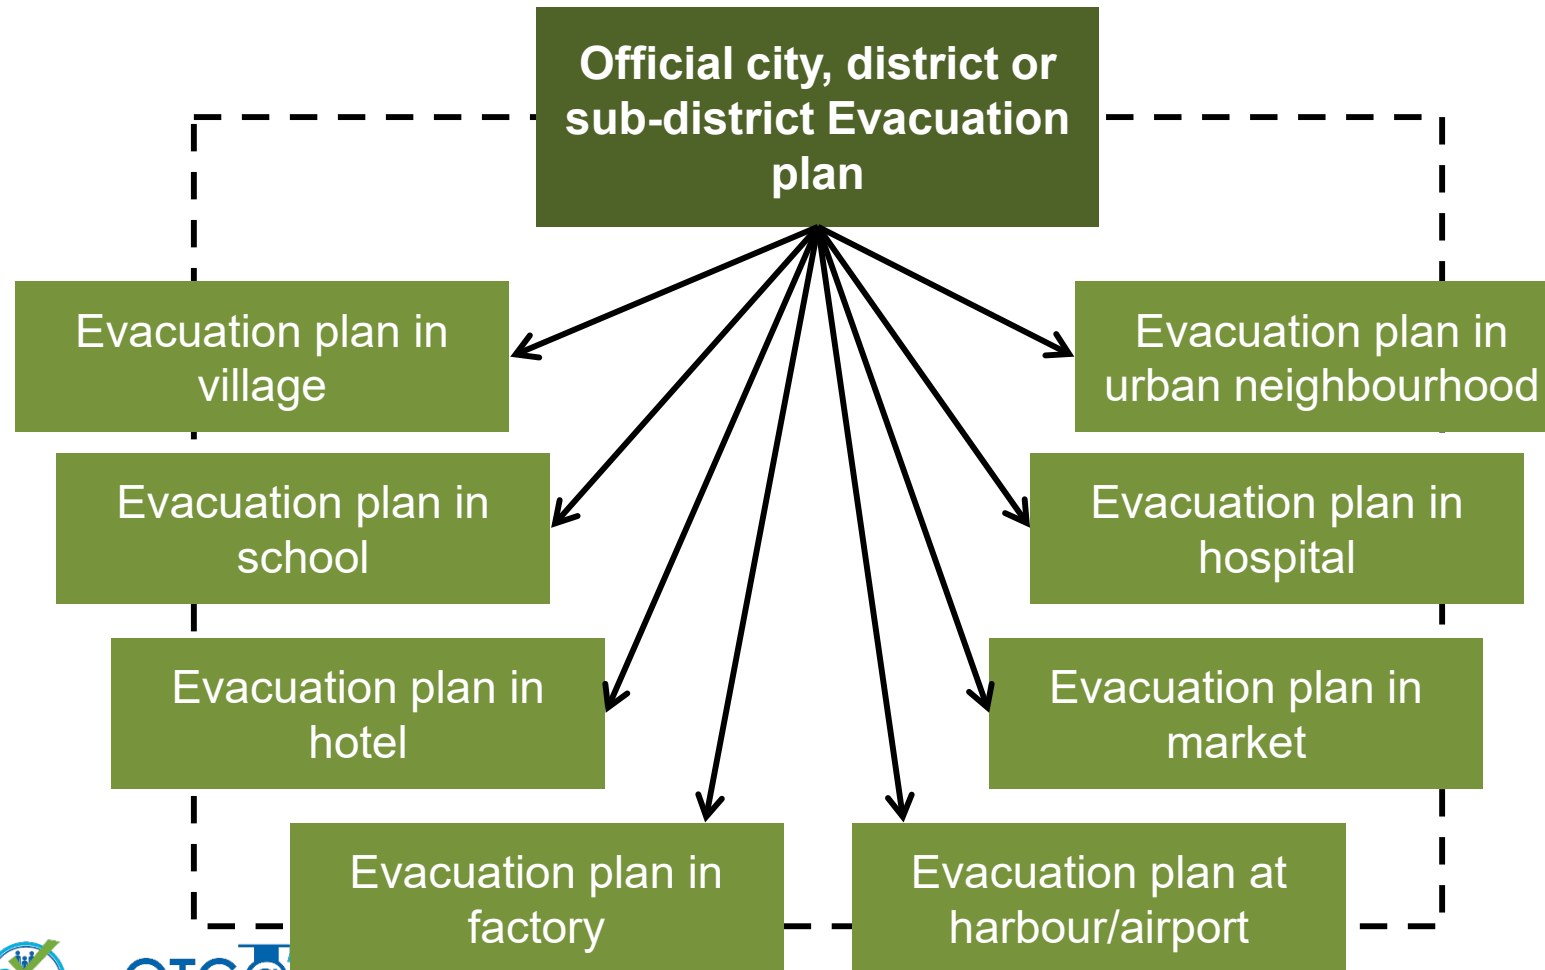 Official city, district or
sub-district Evacuation
plan
Evacuation plan in
village
Evacuation plan in
urban neighbourhood
Evacuation plan in
school
Evacuation plan in
hospital
Evacuation plan in
hotel
Evacuation plan in
market
Evacuation plan in
factory
Evacuation plan at
harbour/airport